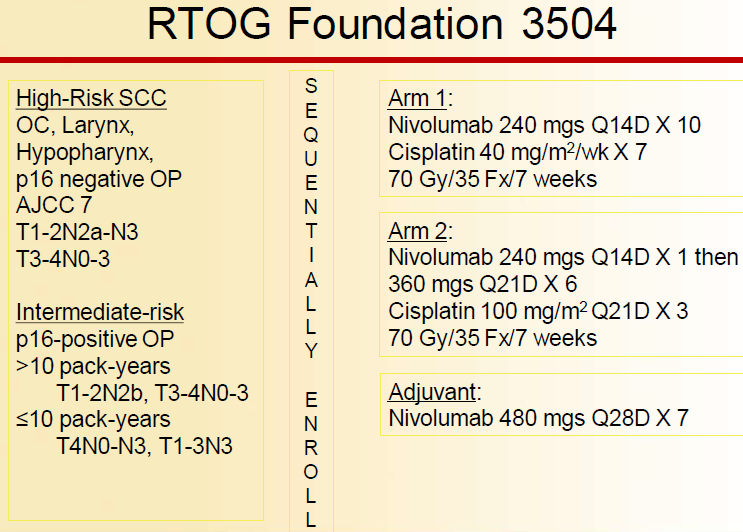 RTOG Foundation 3504
High-Risk SCC
OC, Larynx,
Hypopharynx,
p16 negative OP
AJCC 7
T1-2N2a-N3
T3-4N0-3
Intermediate-risk
p16-positive OP
>10 pack-years
T1-2N2b, T3-4N0-3
≤10 pack-years
T4N0-N3, T1-3N3
S
E
Q
U
E
N
T
I
A
L
L
Y
E
N
R
O
L
L
Arm 1:
Nivolumab 240 mgs Q14D X 10
Cisplatin 40 mg/m²/wk X 7
70 Gy/35 Fx/7 weeks
Arm 2:
Nivolumab 240 mgs Q14D X 1 then
360 mgs Q21D X 6
Cisplatin 100 mg/m² Q21D X 3
70 Gy/35 Fx/7 weeks
Adjuvant:
Nivolumab 480 mgs Q28D X 7